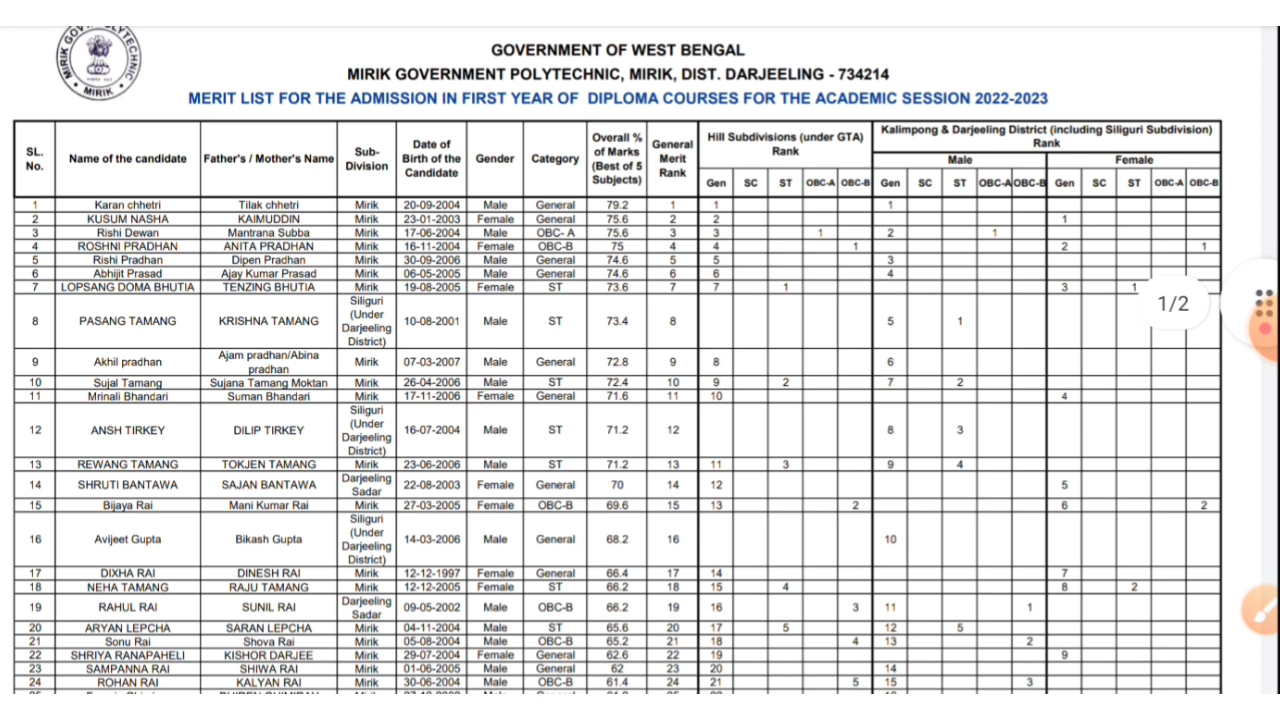 MIRIK GOV POLYTECHNIC
MIRIK
GOVERNMENT OF WEST BENGAL
MIRIK GOVERNMENT POLYTECHNIC, MIRIK, DIST. DARJEELING - 734214
MERIT LIST FOR THE ADMISSION IN FIRST YEAR OF DIPLOMA COURSES FOR THE ACADEMIC SESSION 2022-2023
SL. No. Name of the candidate Father's / Mother's Name Sub-Division Date of Birth of the Candidate Gender Category Overall % of Marks (Best of 5 Subjects) General Merit Rank Hill Subdivisions (under GTA) Rank Kalimpong & Darjeeling District (including Siliguri Subdivision) Rank
Male Female
Gen SC ST OBC-A OBC-B Gen SC ST OBC-A OBC-B Gen SC ST OBC-A OBC-B
1 Karan chhetri Tilak chhetri Mirik 20-09-2004 Male General 79.2 1 1 1
2 KUSUM NASHA KAIMUDDIN Mirik 23-01-2003 Female General 75.6 2 2 1
3 Rishi Dewan Mantrana Subba Mirik 17-06-2004 Male OBC- A 75.6 3 3 1 2 1
4 ROSHNI PRADHAN ANITA PRADHAN Mirik 16-11-2004 Female OBC-B 75 4 4 1 2 1
5 Rishi Pradhan Dipen Pradhan Mirik 30-09-2006 Male General 74.6 5 5 3
6 Abhijit Prasad Ajay Kumar Prasad Mirik 06-05-2005 Male General 74.6 6 6 4
7 LOPSANG DOMA BHUTIA TENZING BHUTIA Mirik 19-08-2005 Female ST 73.6 7 7 1 3 1
8 PASANG TAMANG KRISHNA TAMANG Siliguri (Under Darjeeling District) 10-08-2001 Male ST 73.4 8 5 1
1/2
9 Akhil pradhan Ajam pradhan/Abina pradhan Mirik 07-03-2007 Male General 72.8 9 8 6
10 Sujal Tamang Sujana Tamang Moktan Mirik 26-04-2006 Male ST 72.4 10 9 2 7 2
11 Mrinali Bhandari Suman Bhandari Mirik 17-11-2006 Female General 71.6 11 10 4
12 ANSH TIRKEY DILIP TIRKEY Siliguri (Under Darjeeling District) 16-07-2004 Male ST 71.2 12 8 3
13 REWANG TAMANG TOKJEN TAMANG Mirik 23-06-2006 Male ST 71.2 13 11 3 9 4
14 SHRUTI BANTAWA SAJAN BANTAWA Darjeeling Sadar 22-08-2003 Female General 70 14 12 5
15 Bijaya Rai Mani Kumar Rai Mirik 27-03-2005 Female OBC-B 69.6 15 13 2 6 2
16 Avijeet Gupta Bikash Gupta Siliguri (Under Darjeeling District) 14-03-2006 Male General 68.2 16 10
17 DIXHA RAI DINESH RAI Mirik 12-12-1997 Female General 66.4 17 14 7
18 NEHA TAMANG RAJU TAMANG Mirik 12-12-2005 Female ST 66.2 18 15 4 8 2
19 RAHUL RAI SUNIL RAI Darjeeling Sadar 09-05-2002 Male OBC-B 66.2 19 16 3 11 1
20 ARYAN LEPCHA SARAN LEPCHA Mirik 04-11-2004 Male ST 65.6 20 17 5 12 5
21 Sonu Rai Shova Rai Mirik 05-08-2004 Male OBC-B 65.2 21 18 4 13 2
22 SHRIYA RANAPAHELI KISHOR DARJEE Mirik 29-07-2004 Female General 62.6 22 19 9
23 SAMPANNA RAI SHIWA RAI Mirik 01-06-2005 Male General 62 23 20 14
24 ROHAN RAI KALYAN RAI Mirik 30-06-2004 Male OBC-B 61.4 24 21 5 15 3